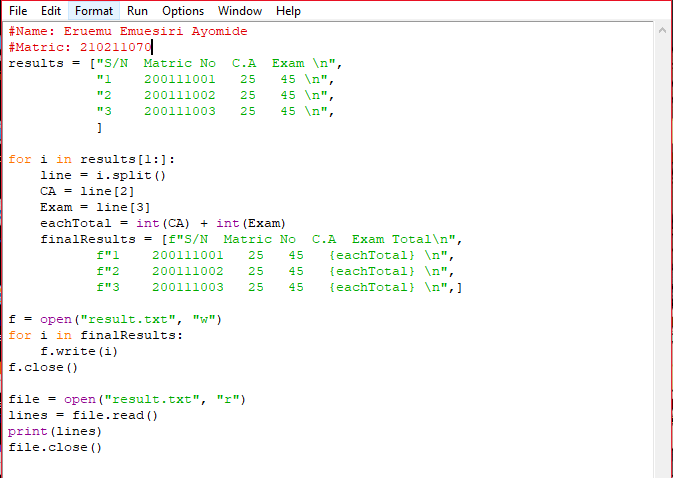 File Edit Format Run Options Window Help
#Name: Eruemu Emuesiri Ayomide
#Matric: 210211070
results = ["S/N  Matric No  C.A  Exam \n",
           "1    200111001   25   45 \n",
           "2    200111002   25   45 \n",
           "3    200111003   25   45 \n",
           ]

for i in results[1:]:
    line = i.split()
    CA = line[2]
    Exam = line[3]
    eachTotal = int(CA) + int(Exam)
    finalResults = [f"S/N  Matric No  C.A  Exam Total\n",
           f"1    200111001   25   45   {eachTotal} \n",
           f"2    200111002   25   45   {eachTotal} \n",
           f"3    200111003   25   45   {eachTotal} \n",]

f = open("result.txt", "w")
for i in finalResults:
    f.write(i)
f.close()

file = open("result.txt", "r")
lines = file.read()
print(lines)
file.close()